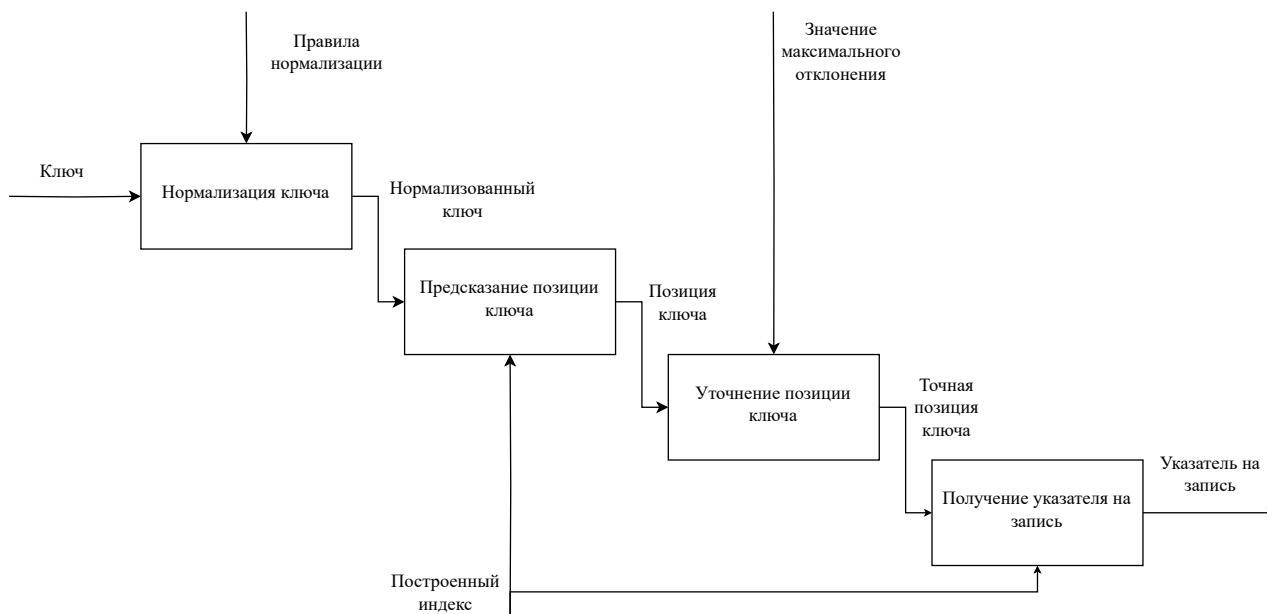 Правила
нормализации
Значение
максимального
отклонения
Ключ
Нормализация ключа
Нормализованный
ключ
Предсказание позиции
ключа
Позиция
ключа
Уточнение позиции
ключа
Точная
позиция
ключа
Получение указателя на
запись
Указатель на
запись
Построенный
индекс